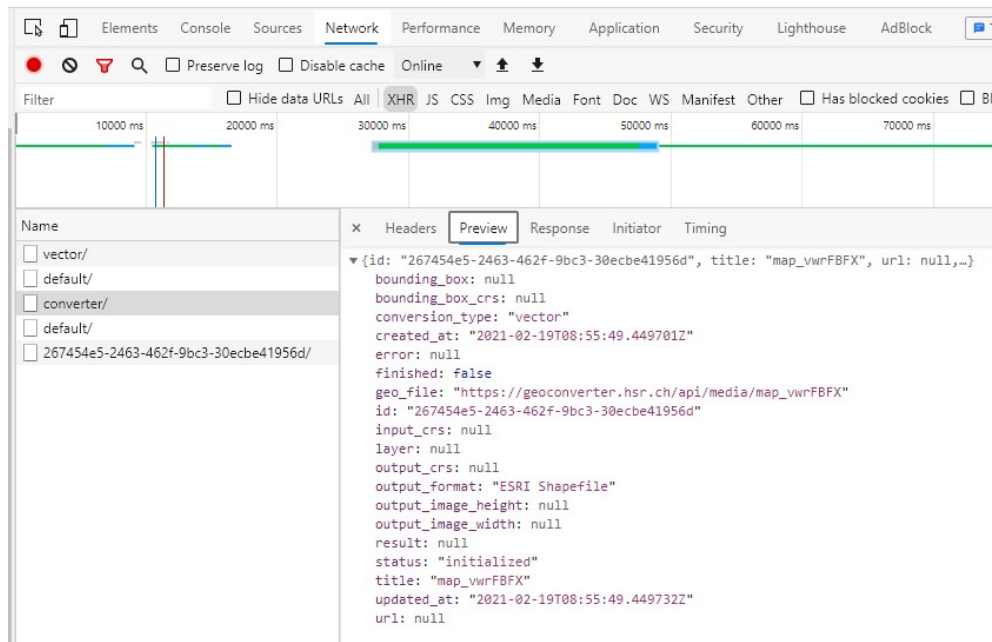 Elements Console Sources Network Performance Memory Application Security Lighthouse AdBlock
Preserve log Disable cache Online
Filter Hide data URLs All XHR JS CSS Img Media Font Doc WS Manifest Other Has blocked cookies
10000 ms 20000 ms 30000 ms 40000 ms 50000 ms 60000 ms 70000 ms
Name
vector/
default/
converter/
default/
267454e5-2463-462f-9bc3-30ecbe41956d/
× Headers Preview Response Initiator Timing
▼{id: "267454e5-2463-462f-9bc3-30ecbe41956d", title: "map_vwrFBFX", url: null,…}
bounding_box: null
bounding_box_crs: null
conversion_type: "vector"
created_at: "2021-02-19T08:55:49.449701Z"
error: null
finished: false
geo_file: "https://geoconverter.hsr.ch/api/media/map_vwrFBFX"
id: "267454e5-2463-462f-9bc3-30ecbe41956d"
input_crs: null
layer: null
output_crs: null
output_format: "ESRI Shapefile"
output_image_height: null
output_image_width: null
result: null
status: "initialized"
title: "map_vwrFBFX"
updated_at: "2021-02-19T08:55:49.449732Z"
url: null